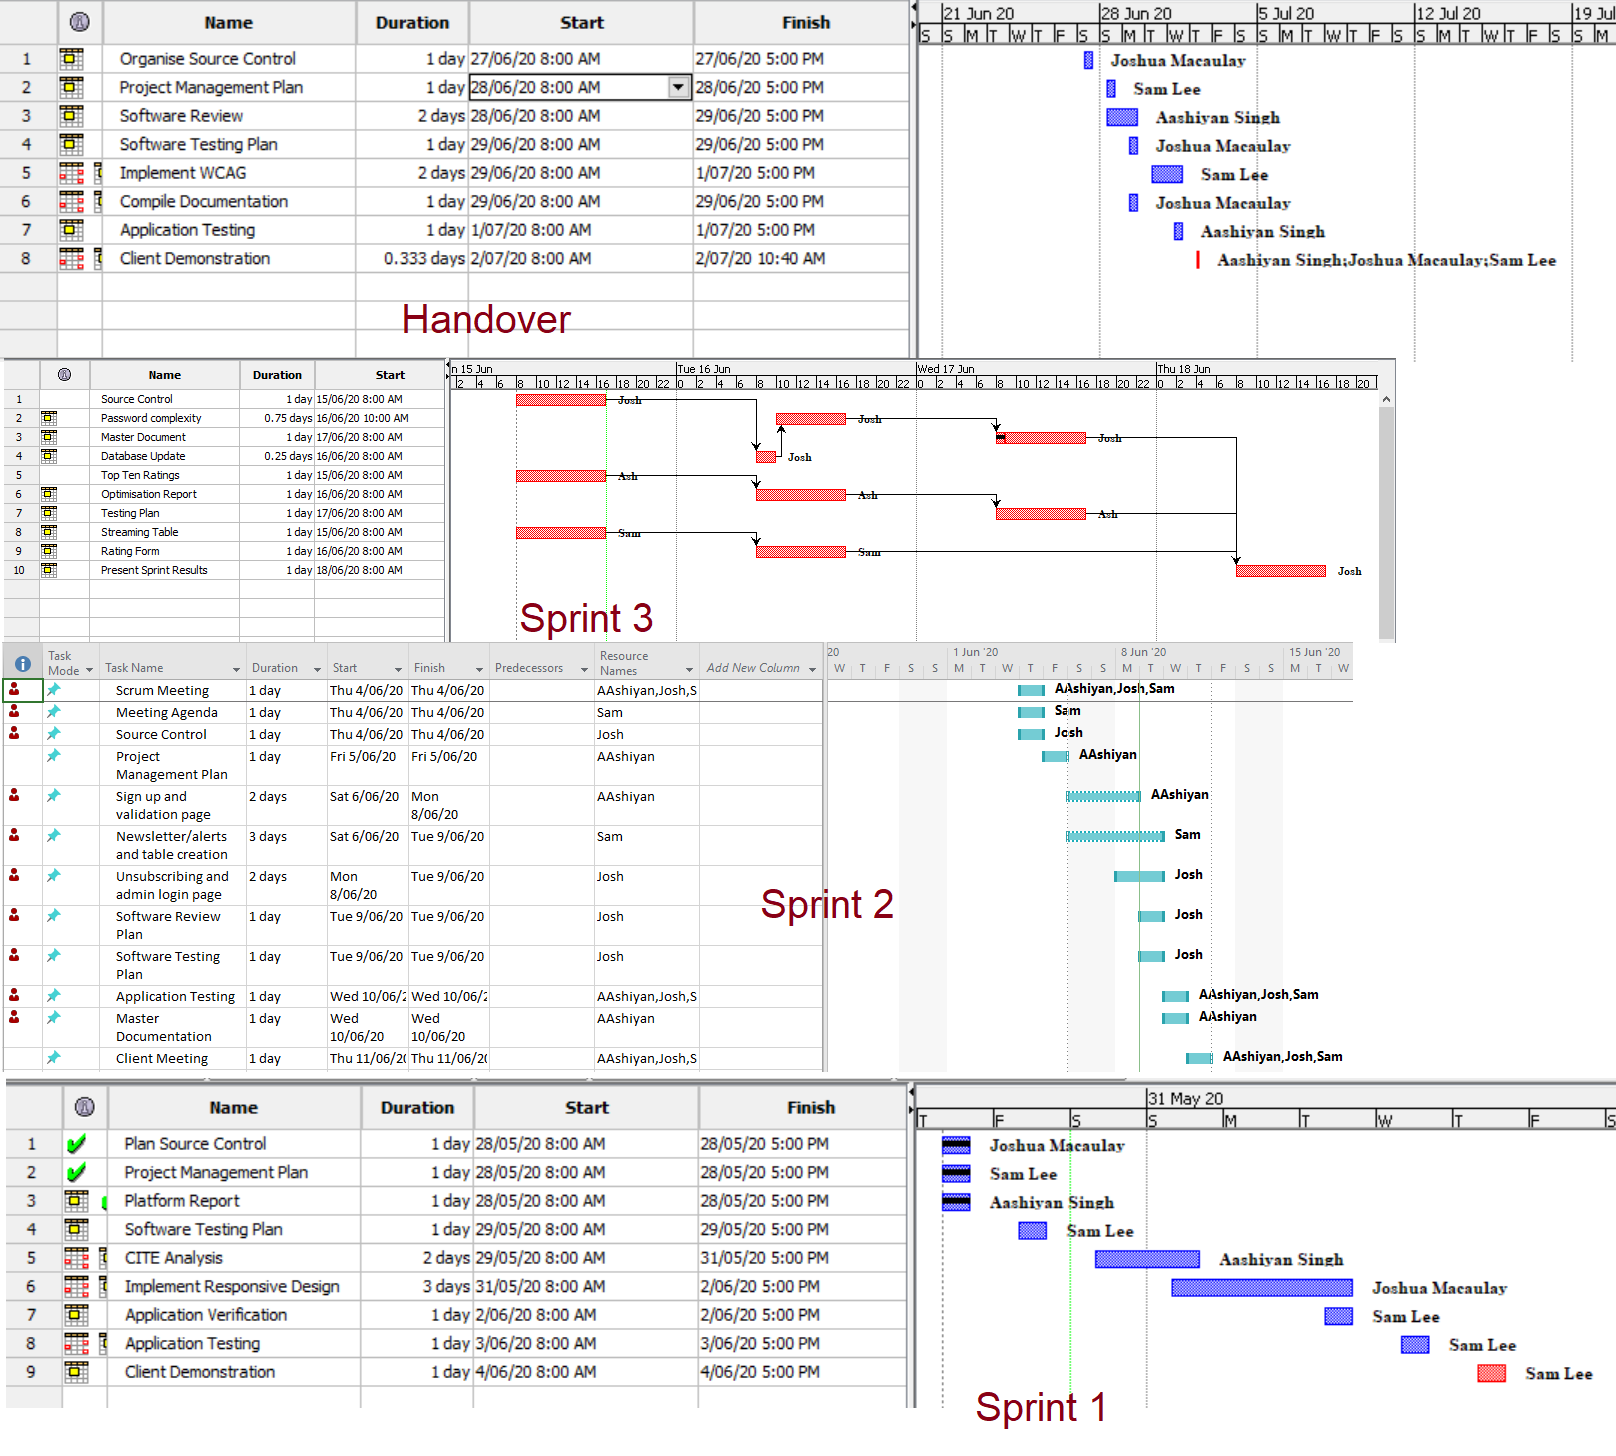 Name Duration Start Finish
21 Jun 20 28 Jun 20 5 Jul 20 12 Jul 20 19 Jul
S S M T W T F S S M T W T F S S M T W T F S S M T W T F S S M
1 Organise Source Control 1 day 27/06/20 8:00 AM 27/06/20 5:00 PM Joshua Macaulay
2 Project Management Plan 1 day 28/06/20 8:00 AM 28/06/20 5:00 PM Sam Lee
3 Software Review 2 days 28/06/20 8:00 AM 29/06/20 5:00 PM Aashiyan Singh
4 Software Testing Plan 1 day 29/06/20 8:00 AM 29/06/20 5:00 PM Joshua Macaulay
5 Implement WCAG 2 days 29/06/20 8:00 AM 1/07/20 5:00 PM Sam Lee
6 Compile Documentation 1 day 29/06/20 8:00 AM 29/06/20 5:00 PM Joshua Macaulay
7 Application Testing 1 day 1/07/20 8:00 AM 1/07/20 5:00 PM Aashiyan Singh
8 Client Demonstration 0.333 days 2/07/20 8:00 AM 2/07/20 10:40 AM Aashiyan Singh;Joshua Macaulay;Sam Lee
Handover
Name Duration Start
n 15 Jun Tue 16 Jun Wed 17 Jun Thu 18 Jun
2 4 6 8 10 12 14 16 20 22 2 4 6 8 10 12 14 16 18 20 22 2 4 6 8 10 12 14 16 18 20 22 2 4 6 8 10 12 14 16 18 20
1 Source Control 1 day 15/06/20 8:00 AM Josh
2 Password complexity 0.75 days 16/06/20 10:00 AM Josh
3 Master Document 1 day 17/06/20 8:00 AM Josh
4 Database Update 0.25 days 16/06/20 8:00 AM Josh
5 Top Ten Ratings 1 day 15/06/20 8:00 AM Ash
6 Optimisation Report 1 day 16/06/20 8:00 AM Ash
7 Testing Plan 1 day 17/06/20 8:00 AM Ash
8 Streaming Table 1 day 15/06/20 8:00 AM Sam
9 Rating Form 1 day 16/06/20 8:00 AM Sam
10 Present Sprint Results 1 day 18/06/20 8:00 AM Josh
Sprint 3
Task Mode Task Name Duration Start Finish Predecessors Resource Names Add New Column
20 1 Jun '20 8 Jun '20 15 Jun '20
W T F S S M T W T F S S M T W T F S S M T W
Scrum Meeting 1 day Thu 4/06/20 Thu 4/06/20 AAshiyan,Josh,S AAshiyan,Josh,Sam
Meeting Agenda 1 day Thu 4/06/20 Thu 4/06/20 Sam Sam
Source Control 1 day Thu 4/06/20 Thu 4/06/20 Josh Josh
Project Management Plan 1 day Fri 5/06/20 Fri 5/06/20 AAshiyan AAshiyan
Sign up and validation page 2 days Sat 6/06/20 Mon 8/06/20 AAshiyan AAshiyan
Newsletter/alerts and table creation 3 days Sat 6/06/20 Tue 9/06/20 Sam Sam
Unsubscribing and admin login page 2 days Mon 8/06/20 Tue 9/06/20 Josh Josh
Software Review Plan 1 day Tue 9/06/20 Tue 9/06/20 Josh Josh
Sprint 2
Software Testing Plan 1 day Tue 9/06/20 Tue 9/06/20 Josh Josh
Application Testing 1 day Wed 10/06/2 Wed 10/06/2 AAshiyan,Josh,S AAshiyan,Josh,Sam
Master Documentation 1 day Wed 10/06/20 Wed 10/06/20 AAshiyan AAshiyan
Client Meeting 1 day Thu 11/06/2 Thu 11/06/2 AAshiyan,Josh,S AAshiyan,Josh,Sam
Name Duration Start Finish
31 May 20
T F S S M T W T F S
1 Plan Source Control 1 day 28/05/20 8:00 AM 28/05/20 5:00 PM Joshua Macaulay
2 Project Management Plan 1 day 28/05/20 8:00 AM 28/05/20 5:00 PM Sam Lee
3 Platform Report 1 day 28/05/20 8:00 AM 28/05/20 5:00 PM Aashiyan Singh
4 Software Testing Plan 1 day 29/05/20 8:00 AM 29/05/20 5:00 PM Sam Lee
5 CITE Analysis 2 days 29/05/20 8:00 AM 31/05/20 5:00 PM Aashiyan Singh
6 Implement Responsive Design 3 days 31/05/20 8:00 AM 2/06/20 5:00 PM Joshua Macaulay
7 Application Verification 1 day 2/06/20 8:00 AM 2/06/20 5:00 PM Sam Lee
8 Application Testing 1 day 3/06/20 8:00 AM 3/06/20 5:00 PM Sam Lee
9 Client Demonstration 1 day 4/06/20 8:00 AM 4/06/20 5:00 PM Sam Lee
Sprint 1